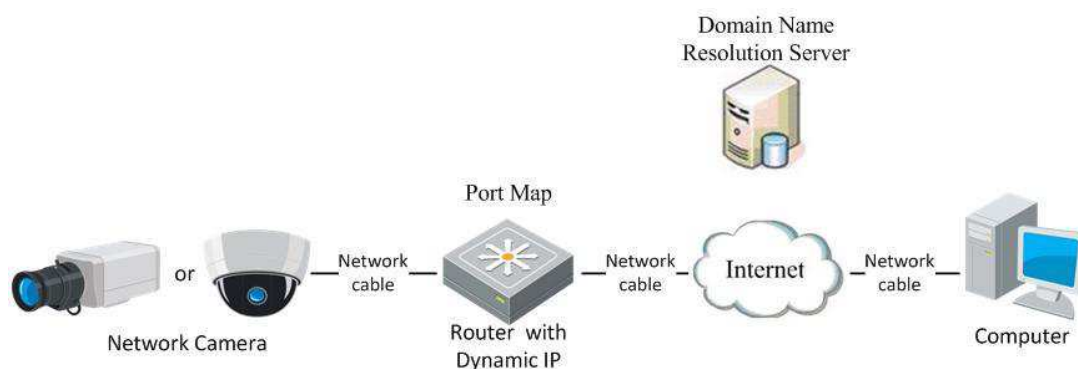 Domain Name
Resolution Server
Port Map
or
Network
cable
Network
cable
Internet
Network
cable
Network Camera
Router with
Dynamic IP
Computer